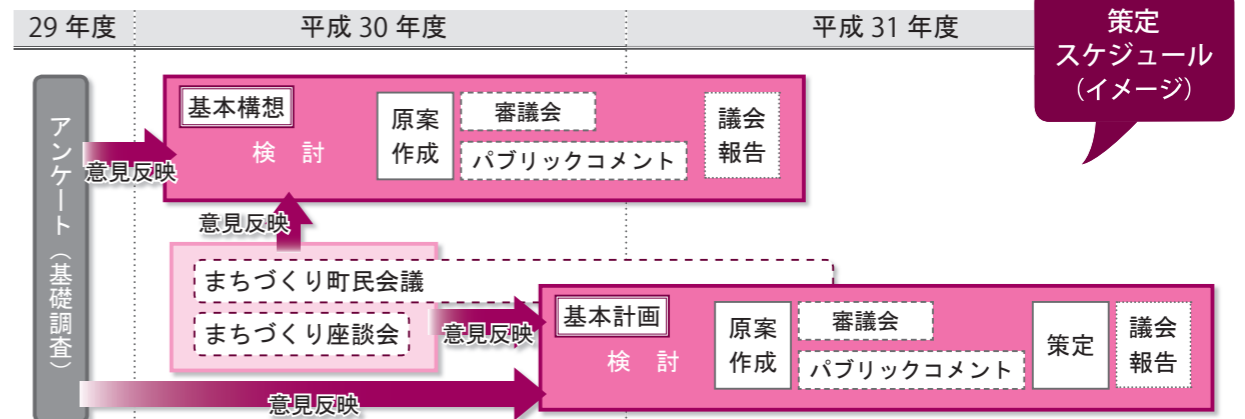 29 年度
平成 30 年度
平成 31 年度
策定
スケジュール
（イメージ）
アンケート（基礎調査）
意見反映
基本構想
検 討
原案
作成
審議会
パブリックコメント
議会
報告
意見反映
まちづくり町民会議
まちづくり座談会
意見反映
基本計画
検 討
原案
作成
審議会
パブリックコメント
策定
議会
報告
意見反映